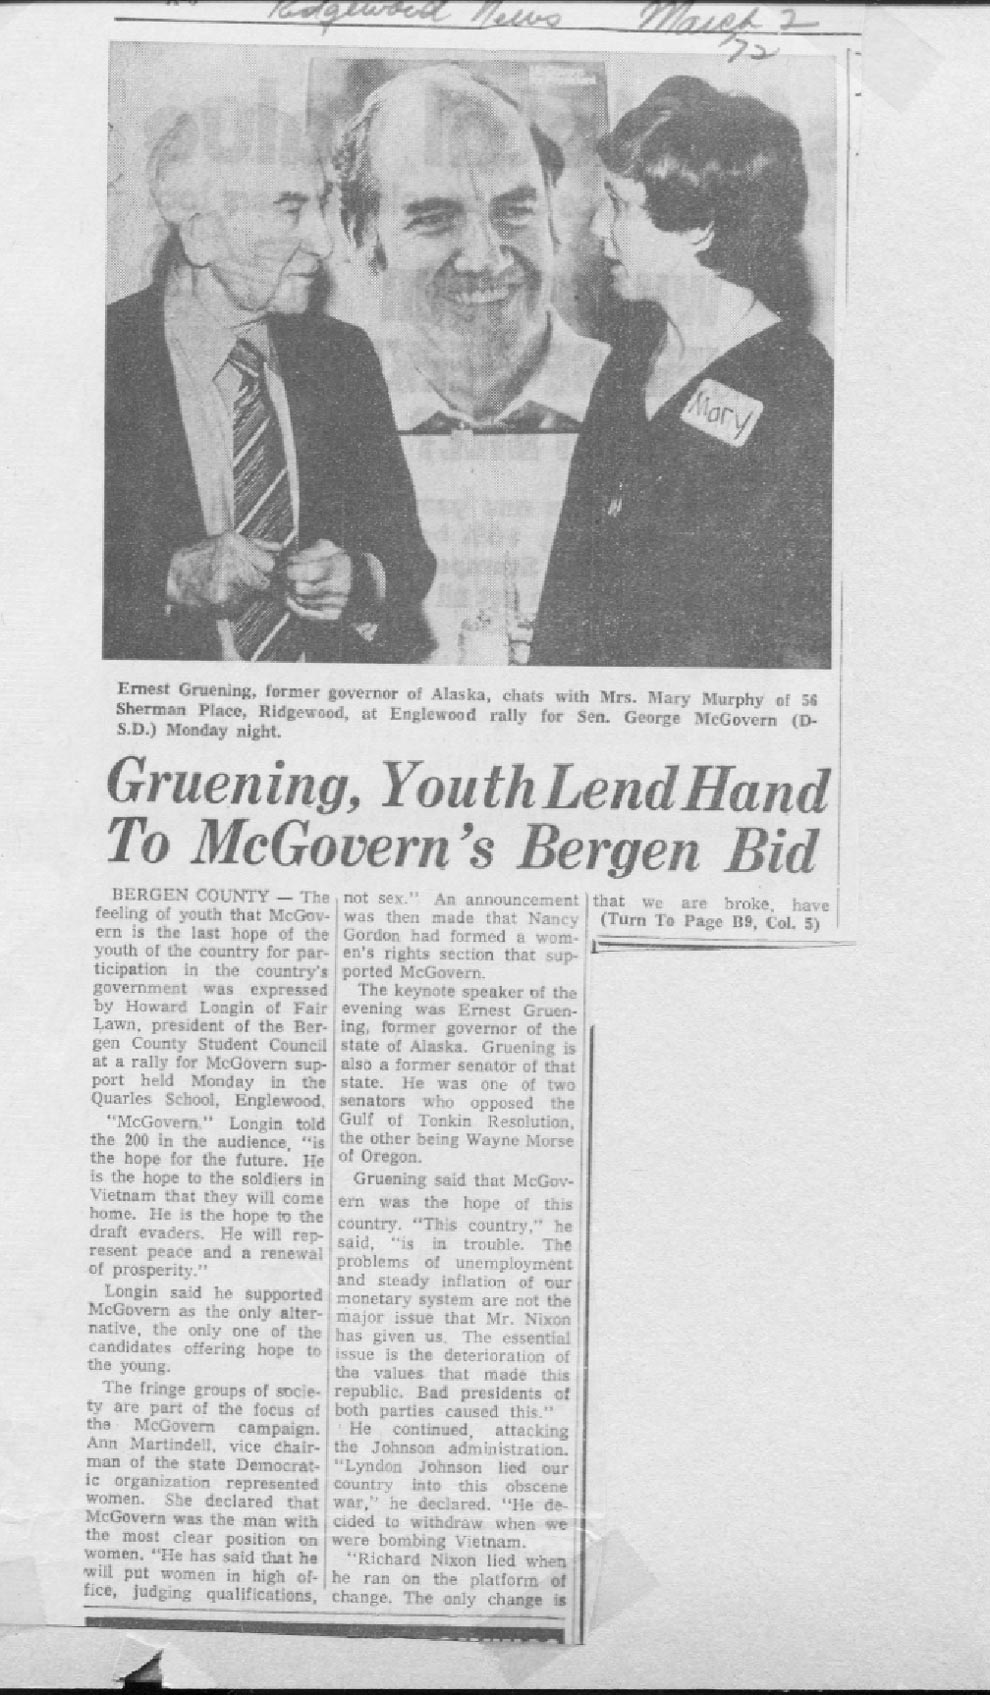 Ridgewood News March 2
'72
Mary
Ernest Gruening, former governor of Alaska, chats with Mrs. Mary Murphy of 56
Sherman Place, Ridgewood, at Englewood rally for Sen. George McGovern (D-
S.D.) Monday night.
Gruening, Youth Lend Hand
To McGovern's Bergen Bid
BERGEN COUNTY — The
feeling of youth that McGov-
ern is the last hope of the
youth of the country for par-
ticipation in the country's
government was expressed
by Howard Longin of Fair
Lawn, president of the Ber-
gen County Student Council
at a rally for McGovern sup-
port held Monday in the
Quarles School, Englewood.
"McGovern," Longin told
the 200 in the audience, "is
the hope for the future. He
is the hope to the soldiers in
Vietnam that they will come
home. He is the hope to the
draft evaders. He will rep-
resent peace and a renewal
of prosperity."
Longin said he supported
McGovern as the only alter-
native, the only one of the
candidates offering hope to
the young.
The fringe groups of socie-
ty are part of the focus of
the McGovern campaign.
Ann Martindell, vice chair-
man of the state Democrat-
ic organization represented
women. She declared that
McGovern was the man with
the most clear position on
women. "He has said that he
will put women in high of-
fice, judging qualifications,
not sex." An announcement
was then made that Nancy
Gordon had formed a wom-
en's rights section that sup-
ported McGovern.
The keynote speaker of the
evening was Ernest Gruen-
ing, former governor of the
state of Alaska. Gruening is
also a former senator of that
state. He was one of two
senators who opposed the
Gulf of Tonkin Resolution,
the other being Wayne Morse
of Oregon.
Gruening said that McGov-
ern was the hope of this
country. "This country," he
said, "is in trouble. The
problems of unemployment
and steady inflation of our
monetary system are not the
major issue that Mr. Nixon
has given us. The essential
issue is the deterioration of
the values that made this
republic. Bad presidents of
both parties caused this."
He continued, attacking
the Johnson administration.
"Lyndon Johnson lied our
country into this obscene
war," he declared. "He de-
cided to withdraw when we
were bombing Vietnam.
"Richard Nixon lied when
he ran on the platform of
change. The only change is
that we are broke, have
(Turn To Page B9, Col. 5)